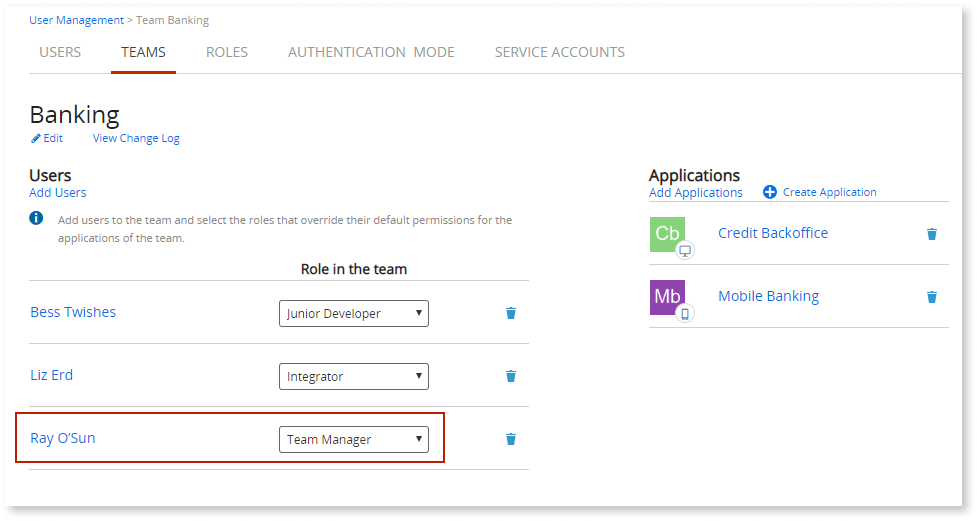 User Management > Team Banking
USERS TEAMS ROLES AUTHENTICATION MODE SERVICE ACCOUNTS
Banking
Edit View Change Log
Users
Add Users
Add users to the team and select the roles that override their default permissions for the
applications of the team.
Role in the team
Bess Twishes Junior Developer
Liz Erd Integrator
Ray O’Sun Team Manager
Applications
Add Applications Create Application
Cb Credit Backoffice
Mb Mobile Banking